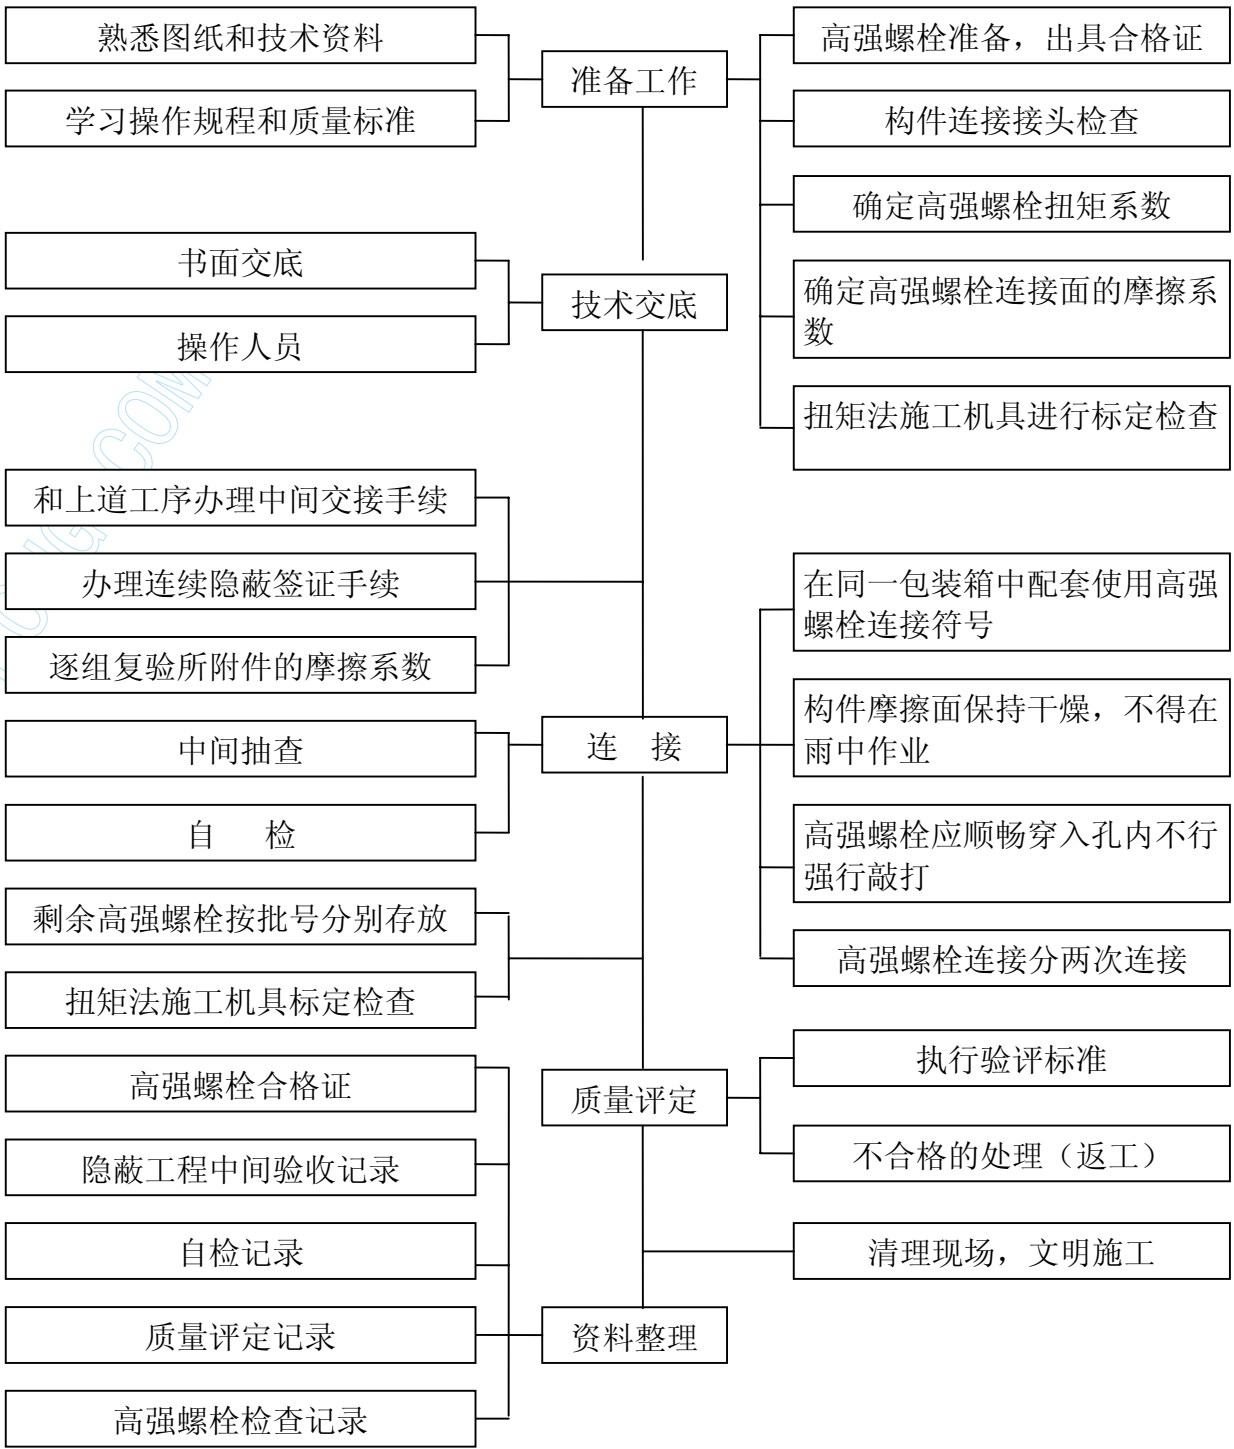 熟悉图纸和技术资料
学习操作规程和质量标准
准备工作
高强螺栓准备，出具合格证
构件连接接头检查
确定高强螺栓扭矩系数
确定高强螺栓连接面的摩擦系
数
扭矩法施工机具进行标定检查
书面交底
操作人员
技术交底
和上道工序办理中间交接手续
办理连续隐蔽签证手续
逐组复验所附件的摩擦系数
中间抽查
自 检
连 接
在同一包装箱中配套使用高强
螺栓连接符号
构件摩擦面保持干燥，不得在
雨中作业
高强螺栓应顺畅穿入孔内不行
强行敲打
高强螺栓连接分两次连接
剩余高强螺栓按批号分别存放
扭矩法施工机具标定检查
质量评定
执行验评标准
不合格的处理（返工）
清理现场，文明施工
高强螺栓合格证
隐蔽工程中间验收记录
自检记录
质量评定记录
高强螺栓检查记录
资料整理